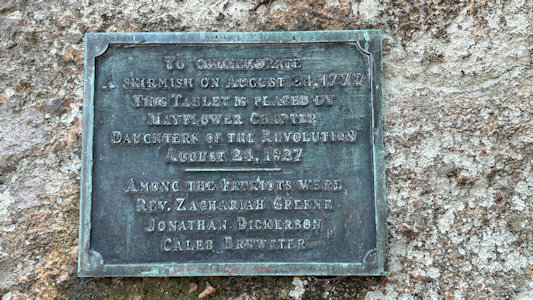 To commemorate
a skirmish on August 24, 1777
This Tablet is placed by
Mayflower Chapter
Daughters of the Revolution
August 24, 1927
Among the Patriots were
Rev. Zachariah Greene
Jonathan Dickerson
Caleb Brewster